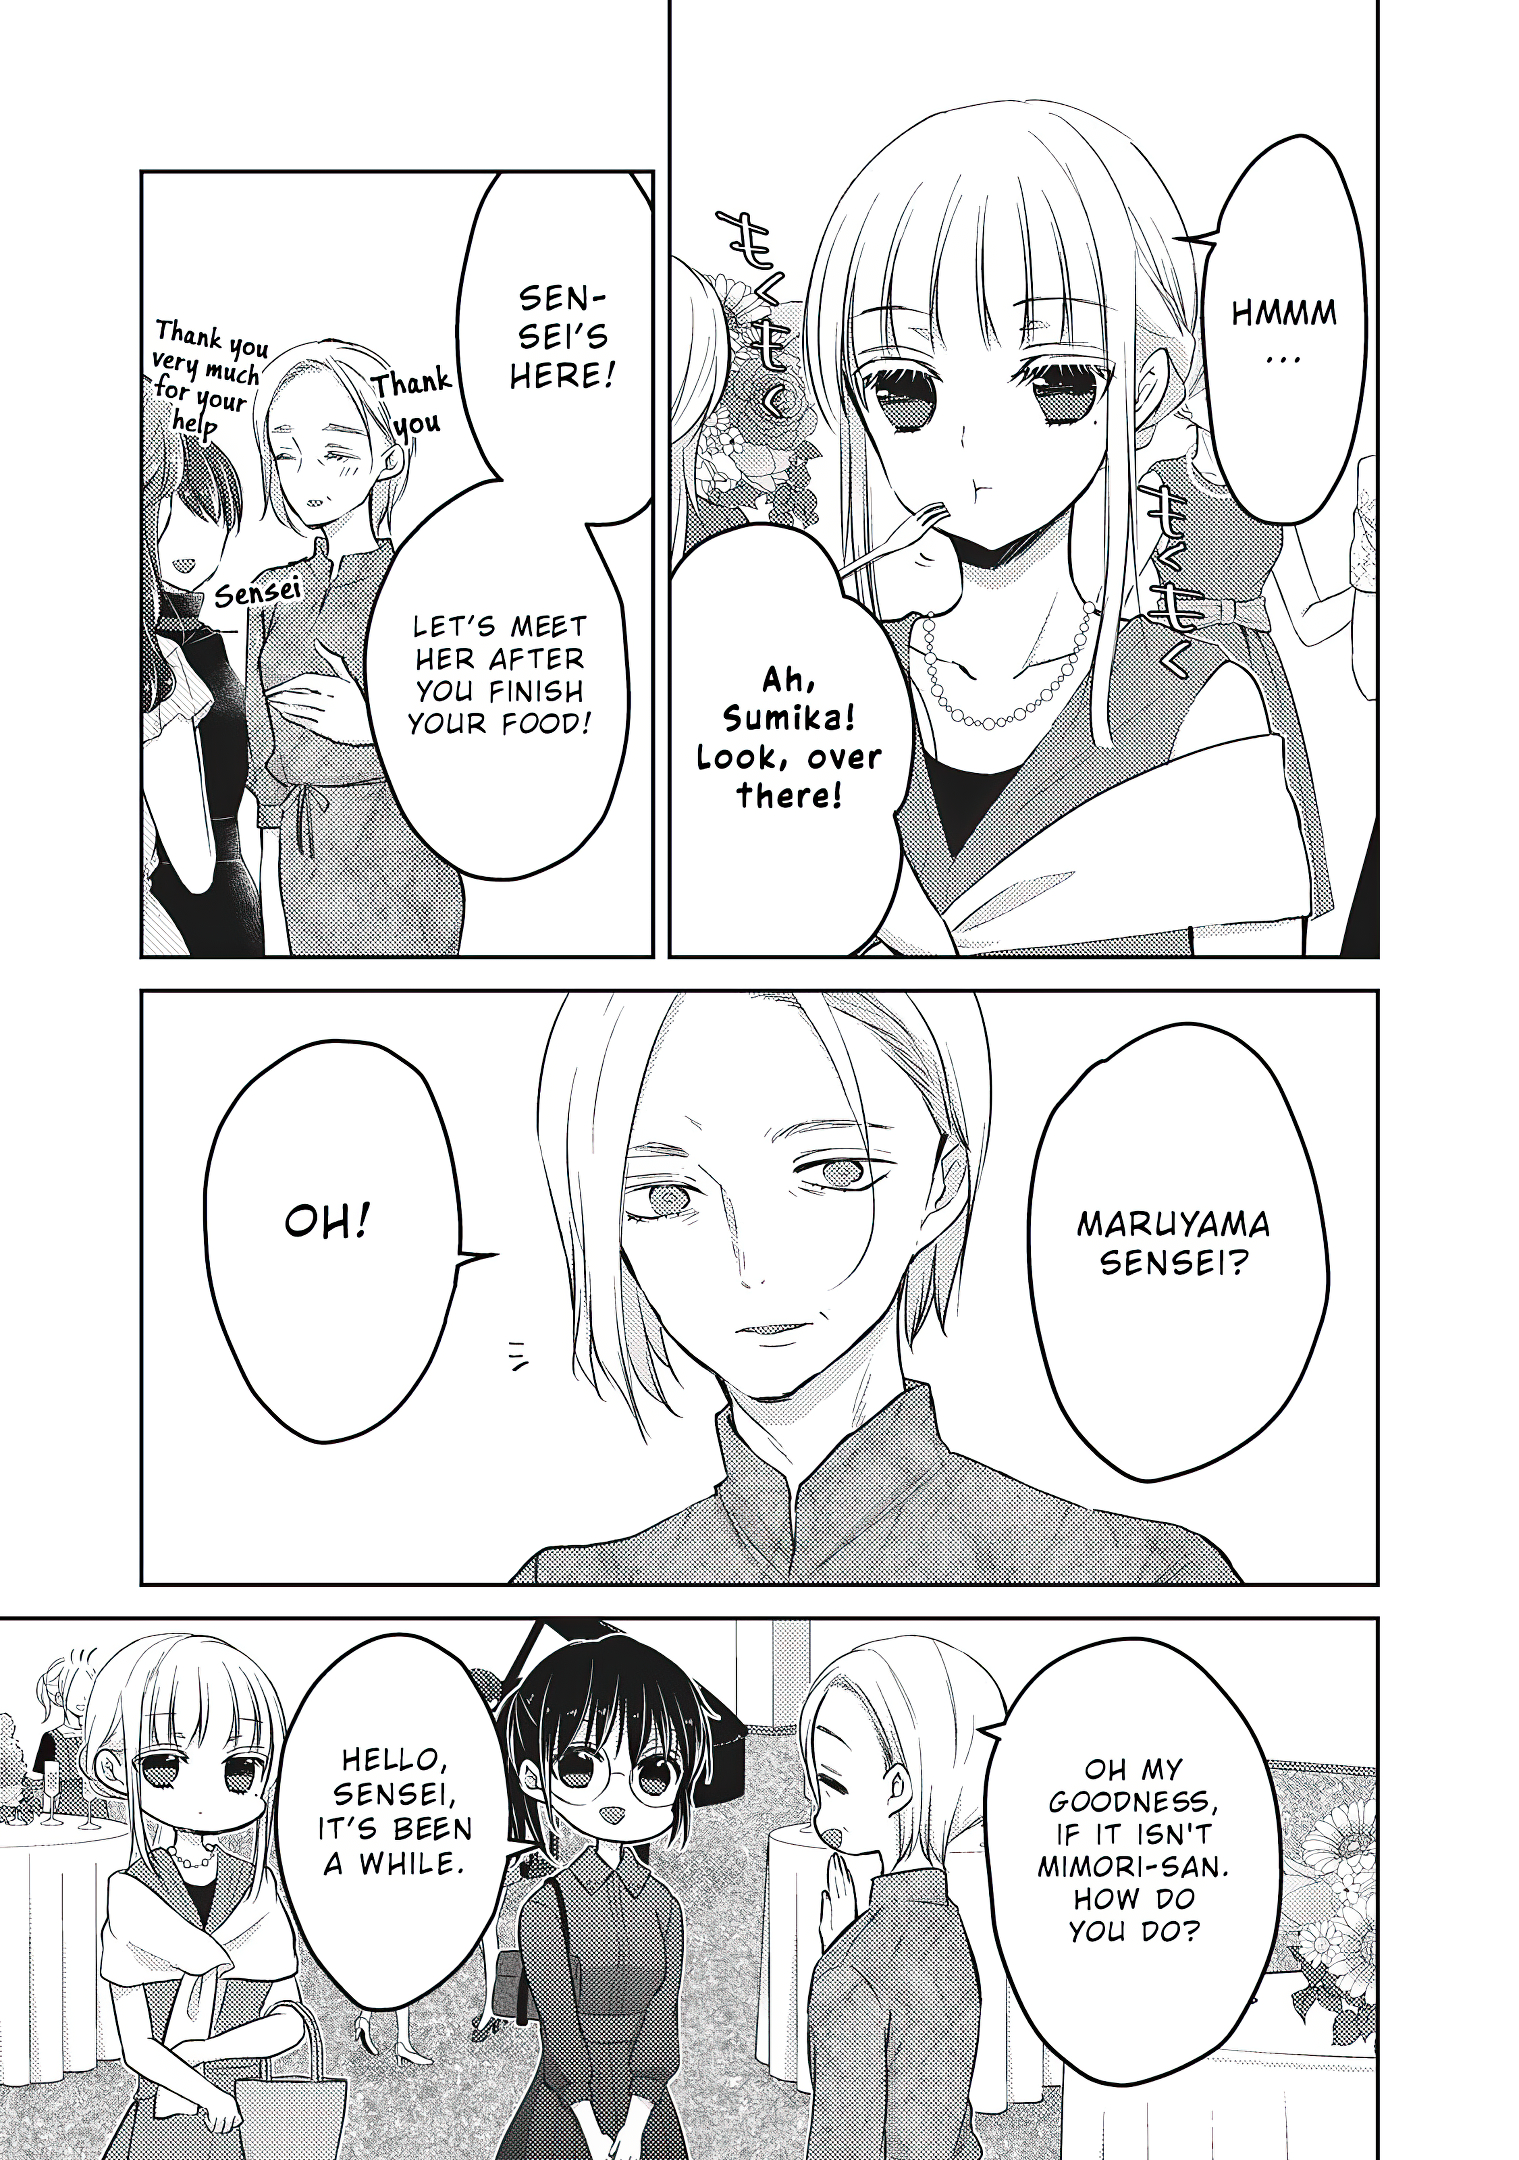 HMMM
...
もぐもぐ
Ah,
Sumika!
Look, over
there!
もぐもぐ
SEN-
SEI'S
HERE!
LET'S MEET
HER AFTER
YOU FINISH
YOUR FOOD!
Thank you
very much
for your
help
Thank
you
Sensei
MARUYAMA
SENSEI?
OH!
OH MY
GOODNESS,
IF IT ISN'T
MIMORI-SAN.
HOW DO
YOU DO?
HELLO,
SENSEI,
IT'S BEEN
A WHILE.